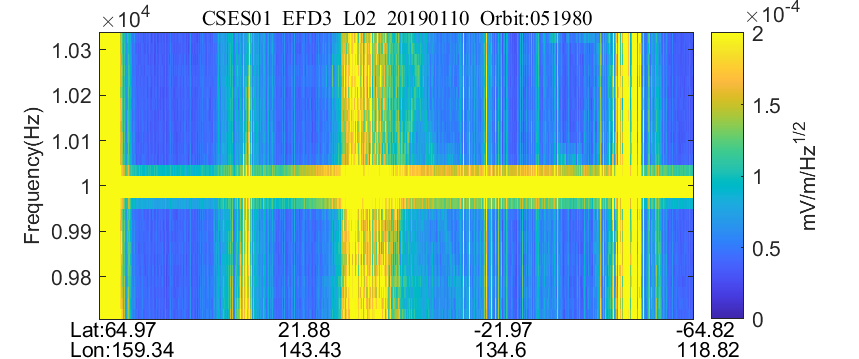 ×10^4 CSES01 EFD3 L02 20190110 Orbit:051980 ×10^-4
Frequency(Hz)
1.03
1.02
1.01
1
0.99
0.98
2
1.5
1
0.5
0
mV/m/Hz^1/2
Lat:64.97 21.88 -21.97 -64.82
Lon:159.34 143.43 134.6 118.82